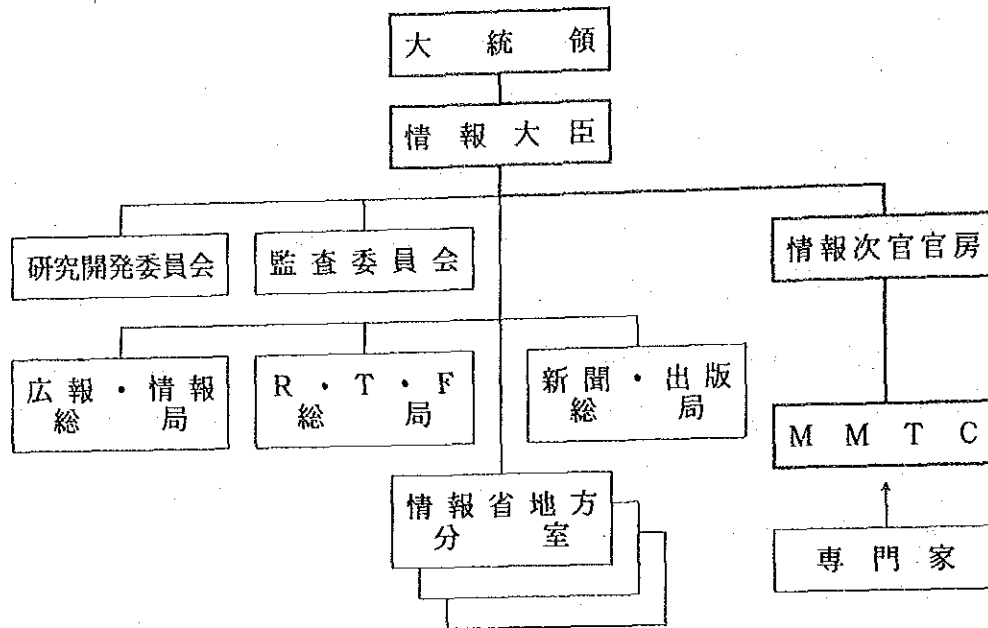 大統領
情報大臣
研究開発委員会
監査委員会
情報次官官房
広報・情報
総局
R・T・F
総局
新聞・出版
総局
MMTC
情報省地方
分室
専門家